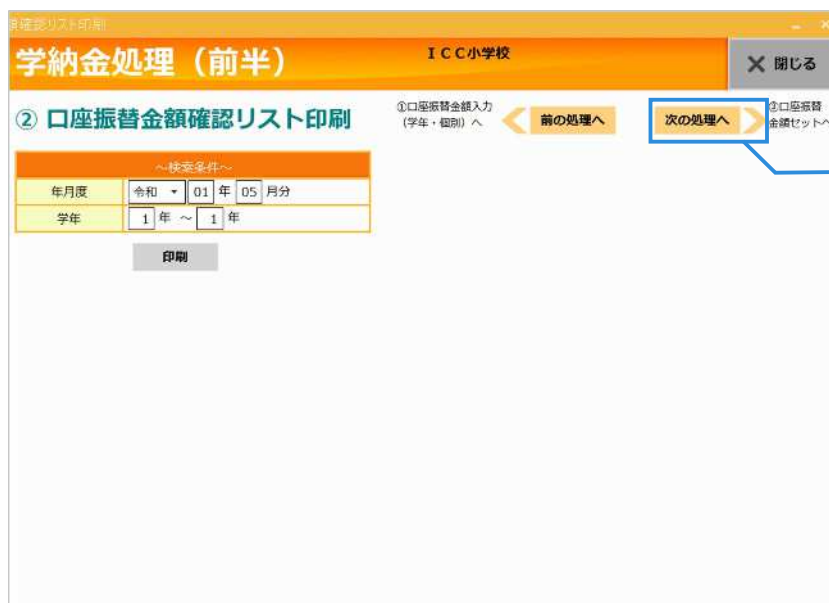 確認リスト印刷
学納金処理（前半）
ＩＣＣ小学校
閉じる
② 口座振替金額確認リスト印刷
①口座振替金額入力
（学年・個別）へ
前の処理へ
次の処理へ
口座振替
金額セットへ
～検索条件～
年月度 令和 01 年 05 月分
学年 1 年 ～ 1 年
印刷